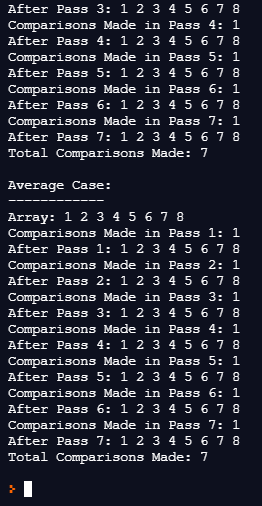 After Pass 3: 1 2 3 4 5 6 7 8
Comparisons Made in Pass 4: 1
After Pass 4: 1 2 3 4 5 6 7 8
Comparisons Made in Pass 5: 1
After Pass 5: 1 2 3 4 5 6 7 8
Comparisons Made in Pass 6: 1
After Pass 6: 1 2 3 4 5 6 7 8
Comparisons Made in Pass 7: 1
After Pass 7: 1 2 3 4 5 6 7 8
Total Comparisons Made: 7

Average Case:
------------
Array: 1 2 3 4 5 6 7 8
Comparisons Made in Pass 1: 1
After Pass 1: 1 2 3 4 5 6 7 8
Comparisons Made in Pass 2: 1
After Pass 2: 1 2 3 4 5 6 7 8
Comparisons Made in Pass 3: 1
After Pass 3: 1 2 3 4 5 6 7 8
Comparisons Made in Pass 4: 1
After Pass 4: 1 2 3 4 5 6 7 8
Comparisons Made in Pass 5: 1
After Pass 5: 1 2 3 4 5 6 7 8
Comparisons Made in Pass 6: 1
After Pass 6: 1 2 3 4 5 6 7 8
Comparisons Made in Pass 7: 1
After Pass 7: 1 2 3 4 5 6 7 8
Total Comparisons Made: 7